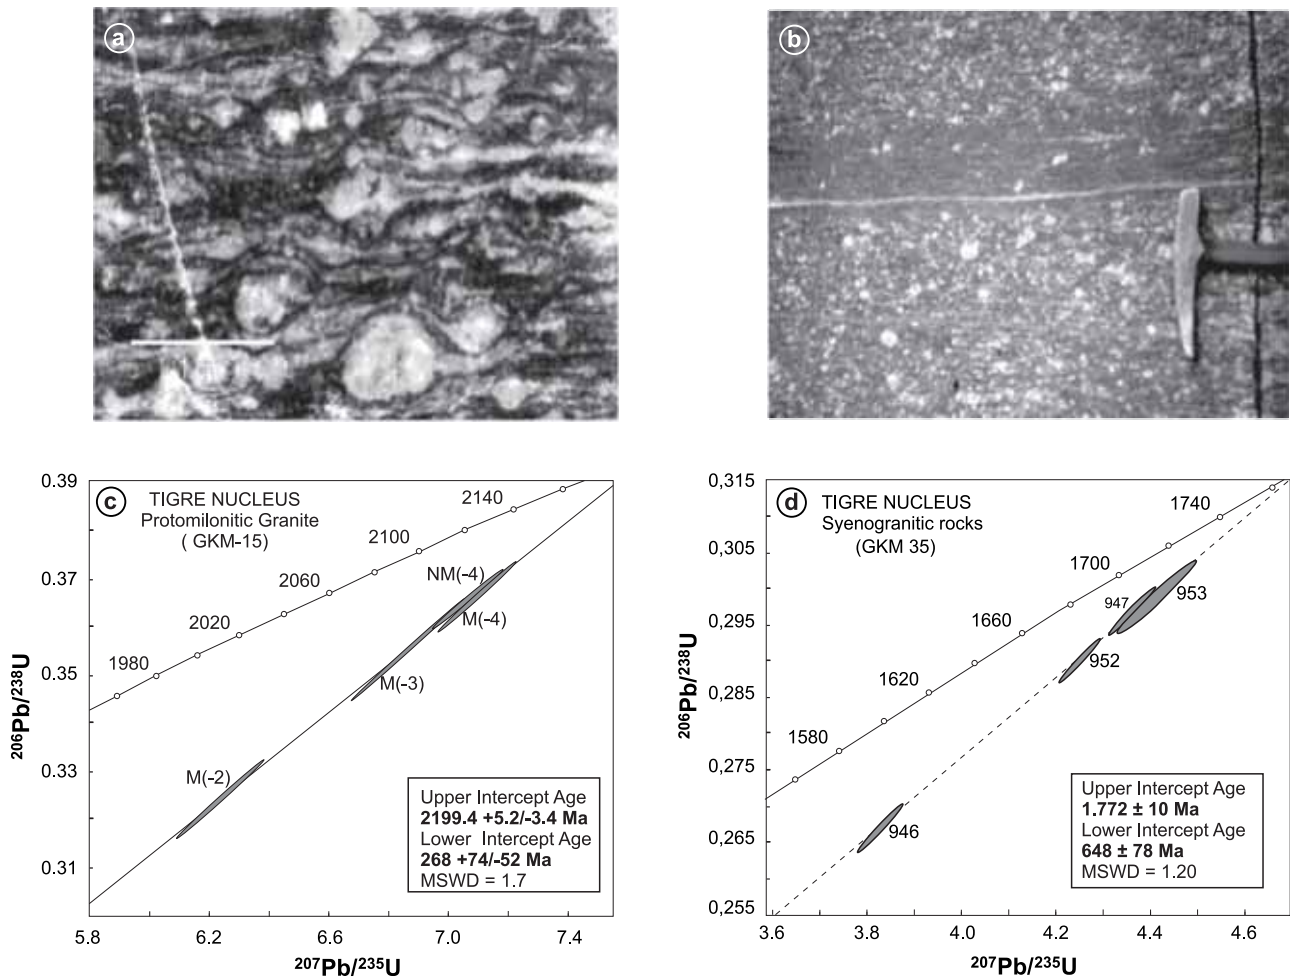 a
b
0.39
0.37
0.35
0.33
0.31
206Pb/238U
c
TIGRE NUCLEUS
Protomilonitic Granite
( GKM-15)
2140
2100
2060
2020
1980
NM(-4)
M(-4)
M(-3)
M(-2)
Upper Intercept Age
2199.4 +5.2/-3.4 Ma
Lower Intercept Age
268 +74/-52 Ma
MSWD = 1.7
5.8 6.2 6.6 7.0 7.4
207Pb/235U
0,315
0,305
0,295
0,285
0,275
0,265
0,255
206Pb/238U
d
TIGRE NUCLEUS
Syenogranitic rocks
(GKM 35)
1740
1700
1660
1620
1580
947
953
952
946
Upper Intercept Age
1.772 ± 10 Ma
Lower Intercept Age
648 ± 78 Ma
MSWD = 1.20
3.6 3.8 4.0 4.2 4.4 4.6
207Pb/235U